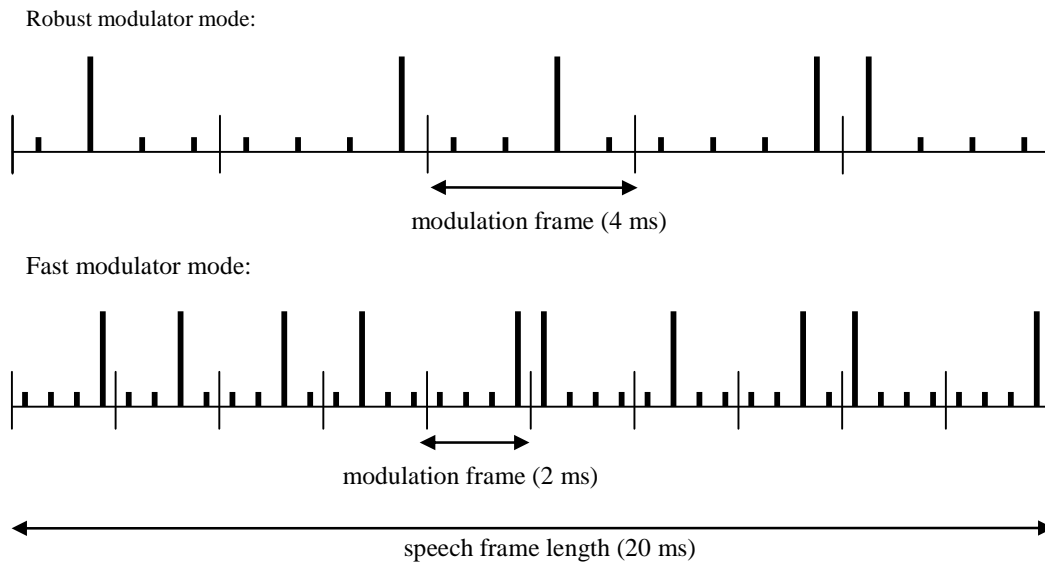 Robust modulator mode:
modulation frame (4 ms)
Fast modulator mode:
modulation frame (2 ms)
speech frame length (20 ms)